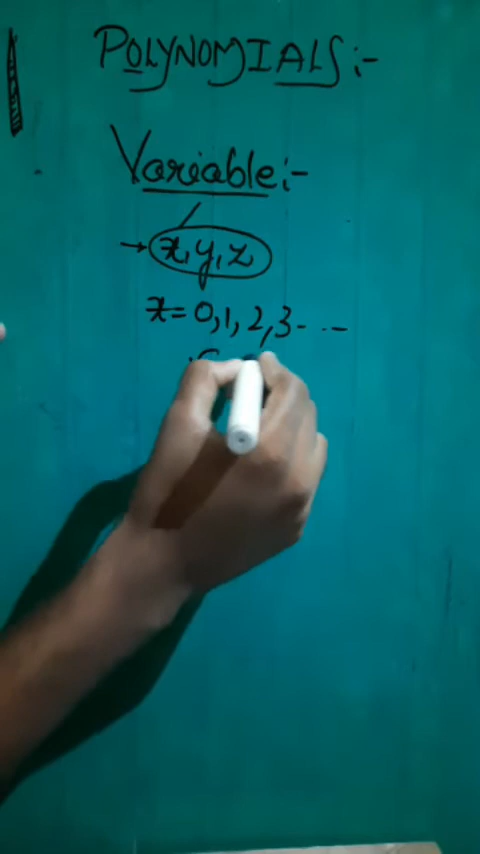 POLYNOMIALS:-
Variable:-
→ x, y, z
x = 0, 1, 2, 3 - - --